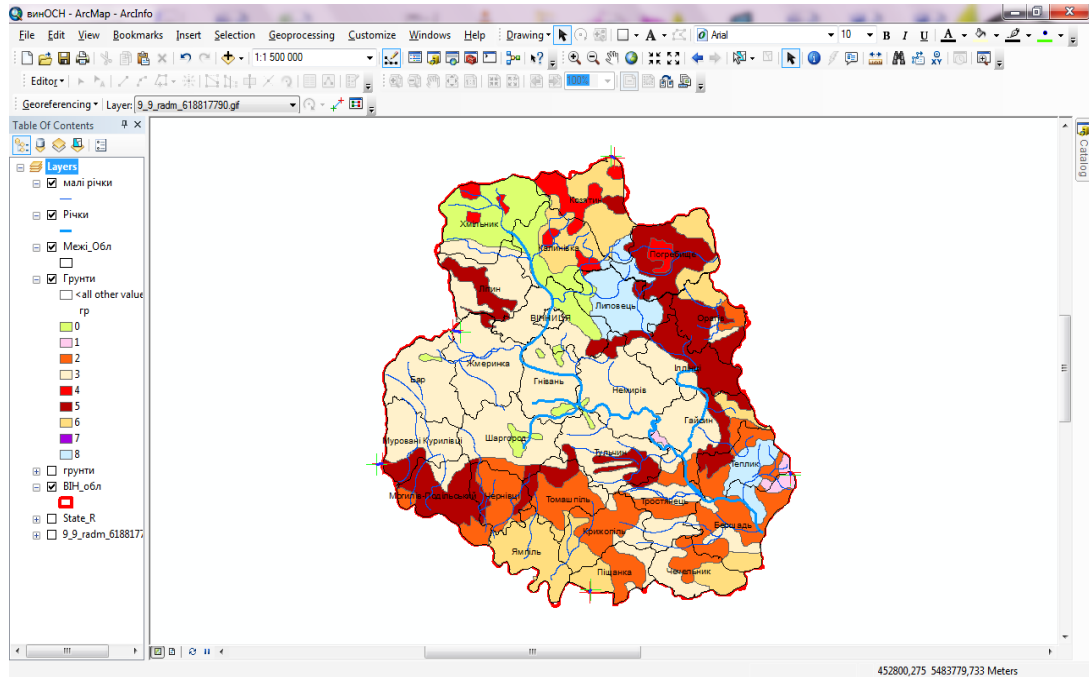 винОСН - ArcMap - ArcInfo
File Edit View Bookmarks Insert Selection Geoprocessing Customize Windows Help Drawing Arial 10 B I U A
1:1 500 000
Editor 100%
Georeferencing Layer: 9_9_radm_618817790.gif
Table Of Contents
Catalog
Layers
малі річки
Річки
Межі_Обл
Грунти
<all other value
гр
0
1
2
3
4
5
6
7
8
грунти
ВІН_обл
State_R
9_9_radm_6188177
Козятин
Хмільник
Калинівка
Погребище
Літин
Липовець
ВІННИЦЯ
Оратів
Жмеринка
Іллінці
Бар
Гнівань
Немирів
Гайсин
Муровані Курилівці
Шаргород
Тульчин
Теплик
Могилів-Подільський
Чернівці
Томашпіль
Тростянець
Бершадь
Крижопіль
Ямпіль
Піщанка
Чечельник
452800,275 5483779,733 Meters